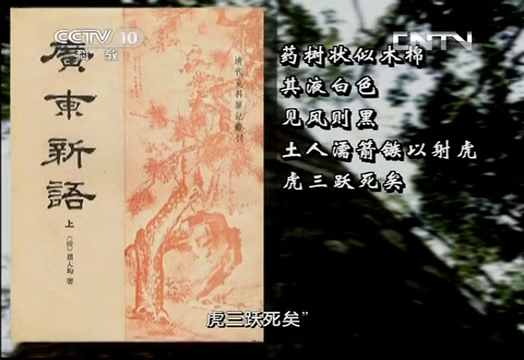 CCTV 10
科教
CNTV
廣東新語
上
(清)屈大均 著
清代史料筆記叢刊
药树状似木棉
其液白色
见风则黑
土人濡箭镞以射虎
虎三跃死矣
虎三跃死矣”